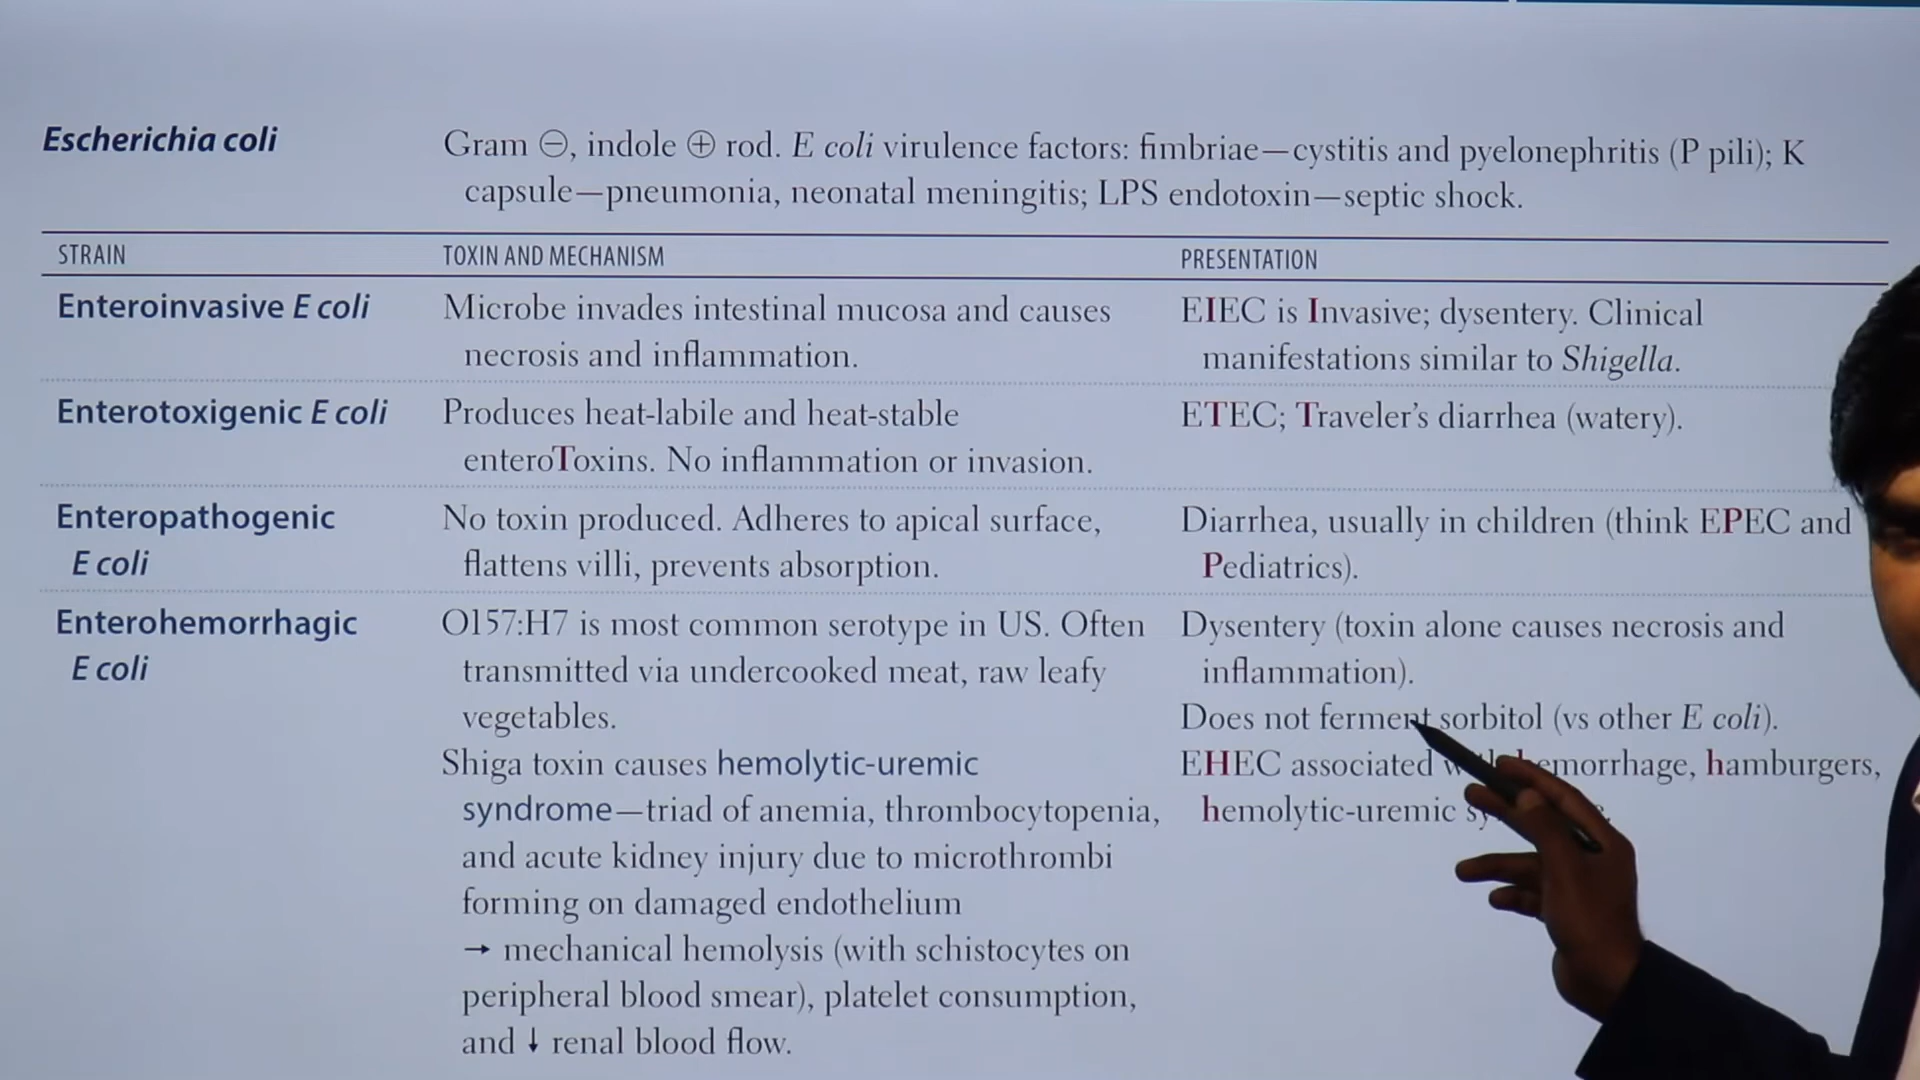 Escherichia coli
Gram ⊖, indole ⊕ rod. E coli virulence factors: fimbriae—cystitis and pyelonephritis (P pili); K
capsule—pneumonia, neonatal meningitis; LPS endotoxin—septic shock.
STRAIN TOXIN AND MECHANISM PRESENTATION
Enteroinvasive E coli
Microbe invades intestinal mucosa and causes
necrosis and inflammation.
EIEC is Invasive; dysentery. Clinical
manifestations similar to Shigella.
Enterotoxigenic E coli
Produces heat-labile and heat-stable
enteroToxins. No inflammation or invasion.
ETEC; Traveler’s diarrhea (watery).
Enteropathogenic
E coli
No toxin produced. Adheres to apical surface,
flattens villi, prevents absorption.
Diarrhea, usually in children (think EPEC and
Pediatrics).
Enterohemorrhagic
E coli
O157:H7 is most common serotype in US. Often
transmitted via undercooked meat, raw leafy
vegetables.
Shiga toxin causes hemolytic-uremic
syndrome—triad of anemia, thrombocytopenia,
and acute kidney injury due to microthrombi
forming on damaged endothelium
→ mechanical hemolysis (with schistocytes on
peripheral blood smear), platelet consumption,
and ↓ renal blood flow.
Dysentery (toxin alone causes necrosis and
inflammation).
Does not ferment sorbitol (vs other E coli).
EHEC associated hemorrhage, hamburgers,
hemolytic-uremic